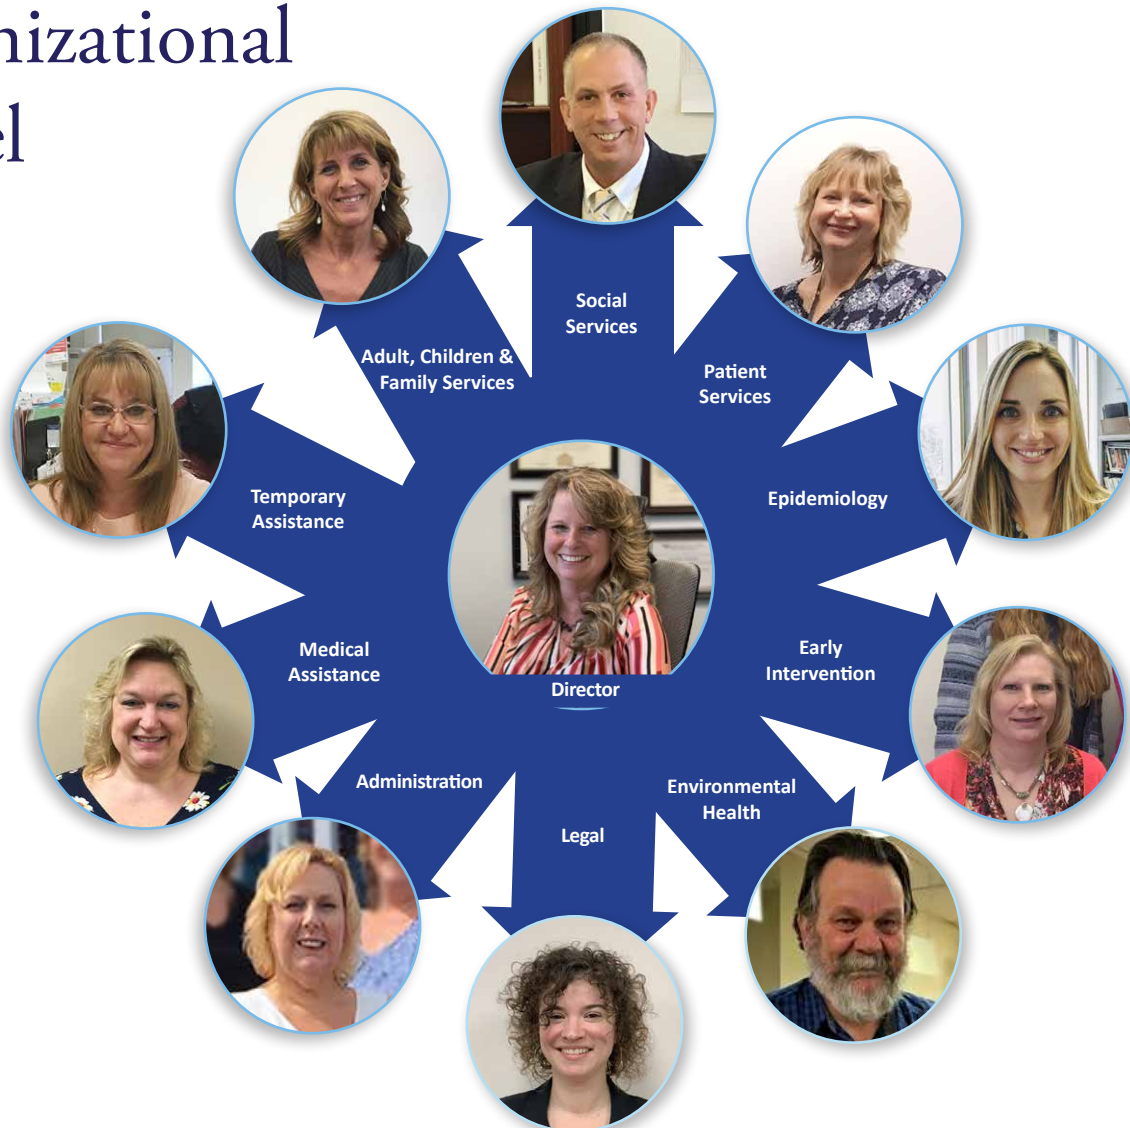 nizational
el
Social
Services
Adult, Children &
Family Services
Patient
Services
Temporary
Assistance
Epidemiology
Medical
Assistance
Early
Intervention
Director
Administration
Environmental
Health
Legal